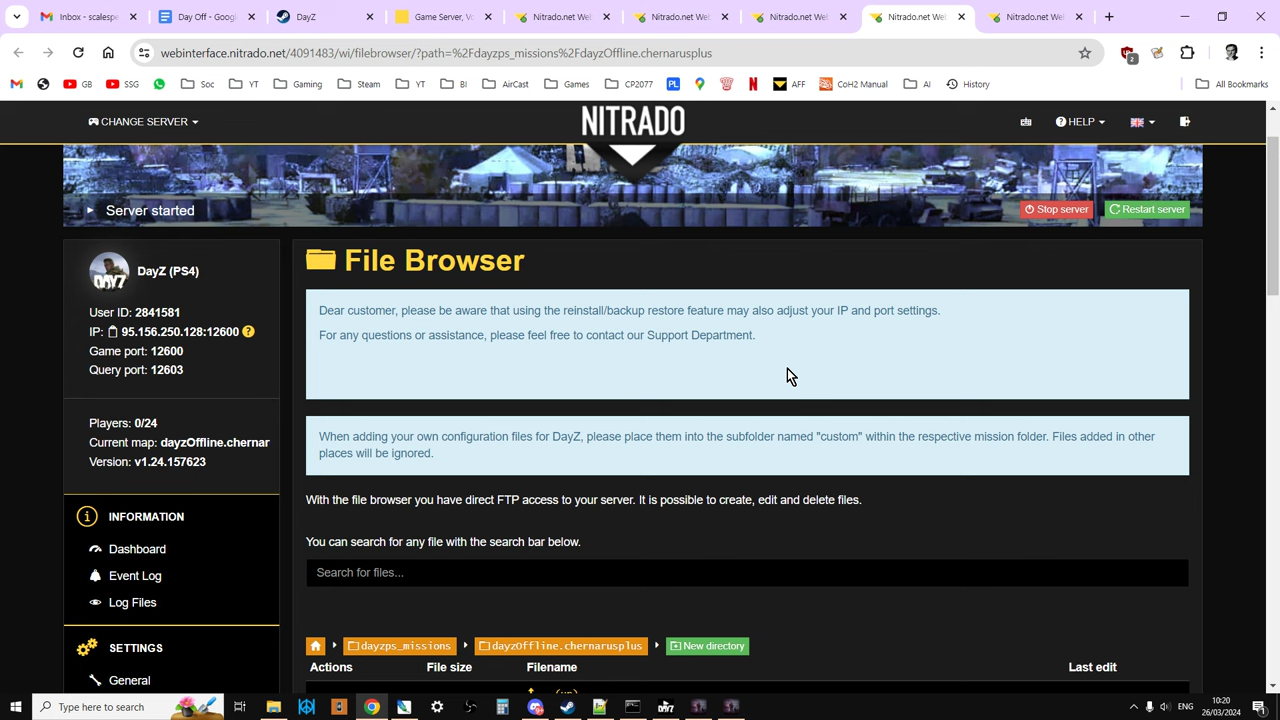 Inbox - scalespe
Day Off - Googl
DayZ
Game Server, Vo
Nitrado.net Web
Nitrado.net Web
Nitrado.net Web
Nitrado.net Web
Nitrado.net Web
webinterface.nitrado.net/4091483/wi/filebrowser/?path=%2Fdayzps_missions%2FdayzOffline.chernarusplus
2
GB
SSG
Soc
YT
Gaming
Steam
YT
BI
AirCast
Games
CP2077
PL
AFF
CoH2 Manual
AI
History
All Bookmarks
CHANGE SERVER
NITRADO
HELP
Server started
Stop server
Restart server
DAYZ
DayZ (PS4)
User ID: 2841581
IP: 95.156.250.128:12600 ?
Game port: 12600
Query port: 12603
Players: 0/24
Current map: dayzOffline.chernar
Version: v1.24.157623
INFORMATION
Dashboard
Event Log
Log Files
SETTINGS
General
File Browser
Dear customer, please be aware that using the reinstall/backup restore feature may also adjust your IP and port settings.
For any questions or assistance, please feel free to contact our Support Department.
When adding your own configuration files for DayZ, please place them into the subfolder named "custom" within the respective mission folder. Files added in other
places will be ignored.
With the file browser you have direct FTP access to your server. It is possible to create, edit and delete files.
You can search for any file with the search bar below.
Search for files...
dayzps_missions
dayzOffline.chernarusplus
New directory
Actions
File size
Filename
Last edit
Type here to search
ENG
10:20
26/03/2024